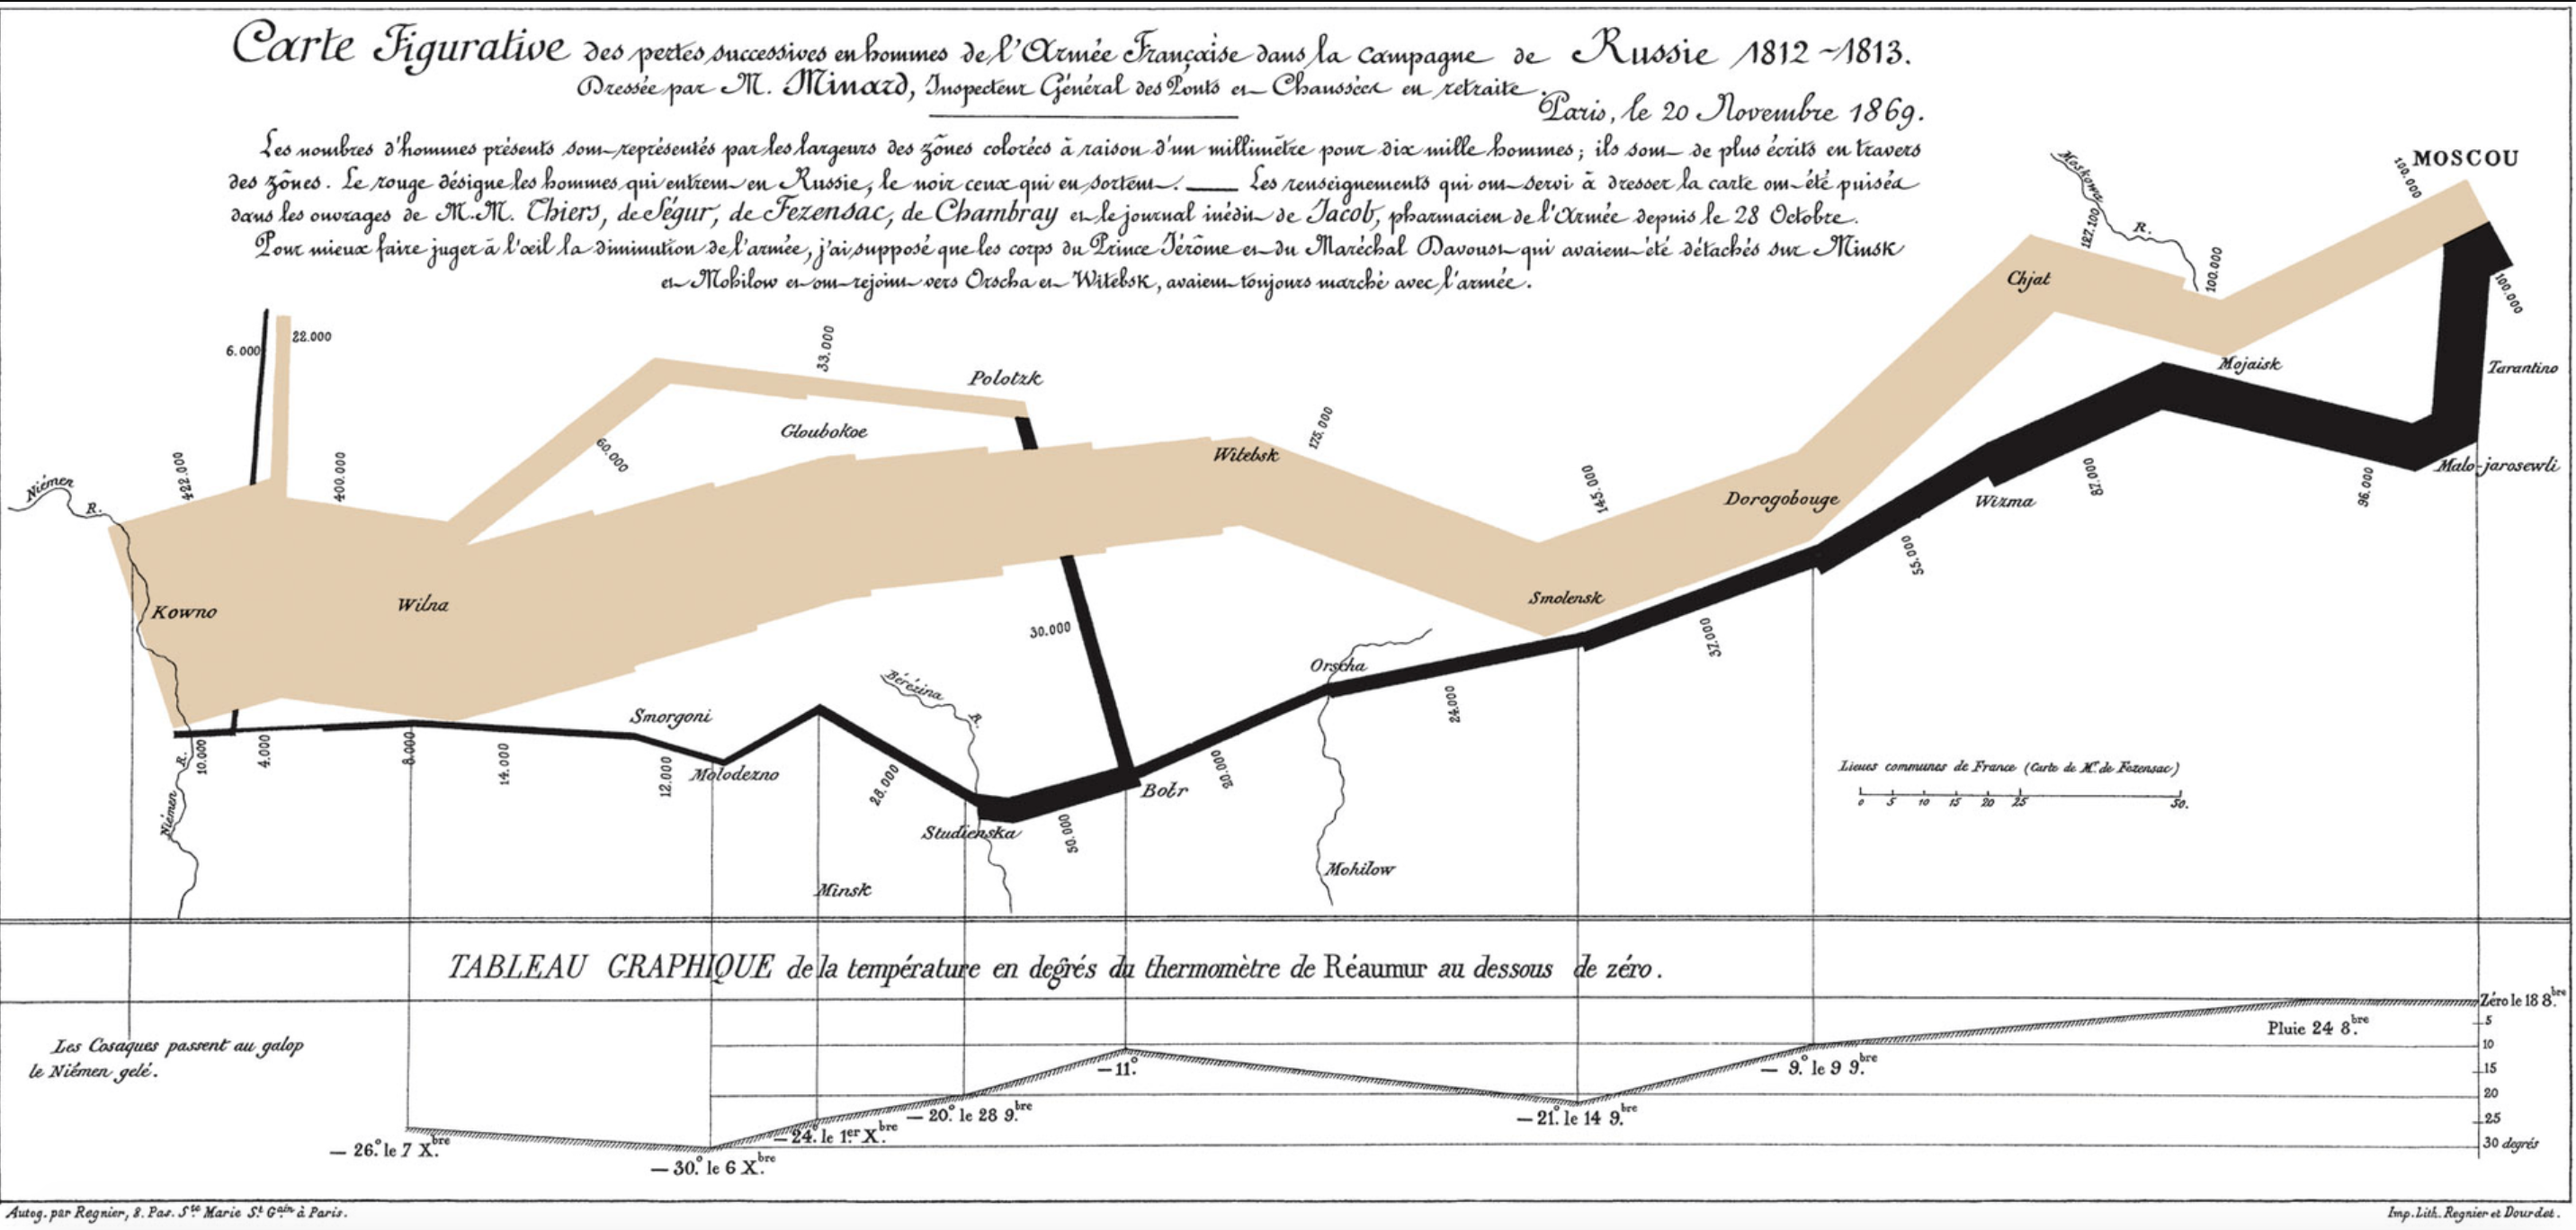 Carte Figurative des pertes successives en hommes de l'Armée Française dans la campagne de Russie 1812~1813.
Dressée par M. Minard, Inspecteur Général des Ponts et Chaussées en retraite.
Paris, le 20 Novembre 1869.
Les nombres d'hommes présents sont représentés par les largeurs des zônes colorées à raison d'un millimètre pour dix mille hommes; ils sont de plus écrits en travers
des zônes. Le rouge désigne les hommes qui entrent en Russie, le noir ceux qui en sortent. — Les renseignements qui ont servi à dresser la carte ont été puisés
dans les ouvrages de M.M. Thiers, de Ségur, de Fezensac, de Chambray et le journal inédit de Jacob, pharmacien de l'Armée depuis le 28 Octobre.
Pour mieux faire juger à l'œil la diminution de l'armée, j'ai supposé que les corps du Prince Jérôme et du Maréchal Davoust qui avaient été détachés sur Minsk
et Mohilow et ont rejoint vers Orscha et Witebsk, avaient toujours marché avec l'armée.
MOSCOU
100.000
Moskowa
R.
127.100
100.000
Chjat
100.000
Mojaisk
Tarantino
Malo-jarosewli
6.000
22.000
33.000
Polotzk
Gloubokoe
60.000
422.000
400.000
175.000
Witebsk
145.000
Dorogobouge
Wizma
82.000
96.000
55.000
Niémen
R.
Kowno
Wilna
Smolensk
30.000
Orscha
37.000
24.000
Bérézina
R.
Smorgoni
Molodezno
10.000
4.000
8.000
14.000
12.000
28.000
Studienska
50.000
Bobr
20.000
R.
Niémen
Minsk
Mohilow
Lieues communes de France (Carte de M. de Fezensac)
0 5 10 15 20 25 50.
TABLEAU GRAPHIQUE de la température en degrés du thermomètre de Réaumur au dessous de zéro.
Zéro le 18 8.bre
Pluie 24 8.bre
5
10
15
20
25
30 degrés
Les Cosaques passent au galop
le Niémen gelé.
— 9.° le 9 9.bre
— 11.°
— 21.° le 14 9.bre
— 20.° le 28 9.bre
— 24.° le 1.er X.bre
— 30.° le 6 X.bre
— 26.° le 7 X.bre
Autog. par Regnier, 8. Pas. Ste Marie St Gain à Paris.
Imp. Lith. Regnier et Dourdet.